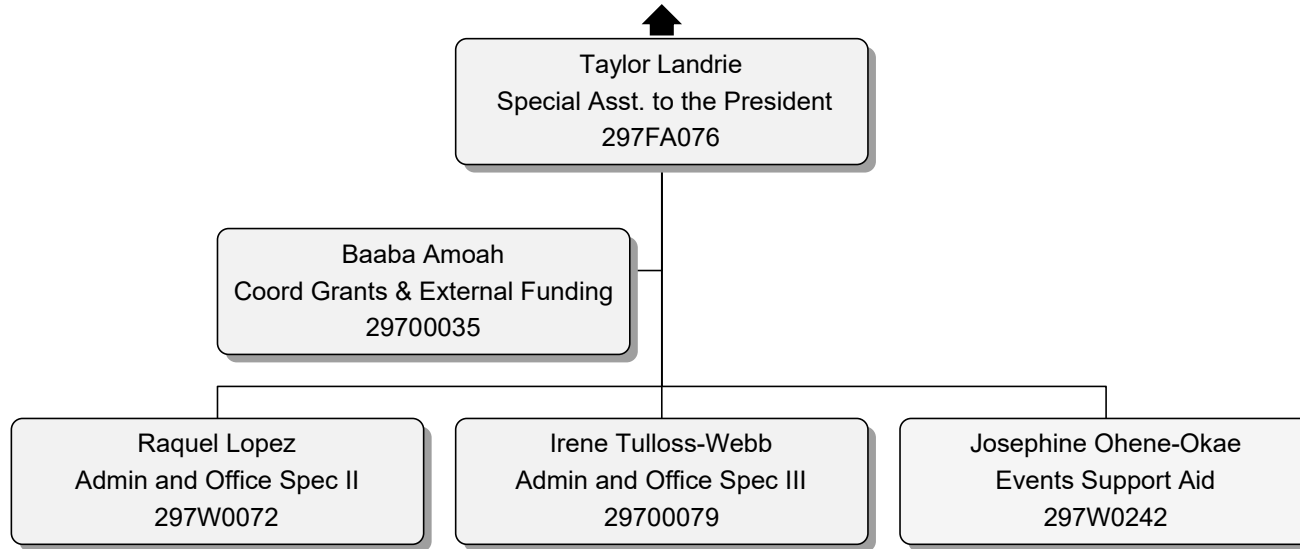 Taylor Landrie
Special Asst. to the President
297FA076
Baaba Amoah
Coord Grants & External Funding
29700035
Raquel Lopez
Admin and Office Spec II
297W0072
Irene Tulloss-Webb
Admin and Office Spec III
29700079
Josephine Ohene-Okae
Events Support Aid
297W0242